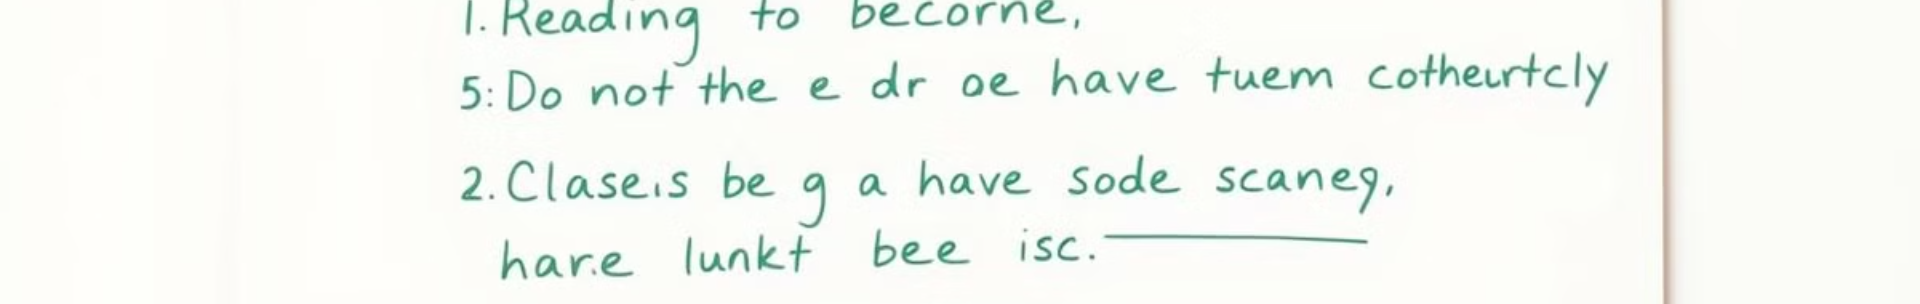 1. Reading to becorne,
5: Do not the e dr oe have tuem cotheurtcly
2. Clase.s be g a have sode scaneg,
har.e lunkt bee isc.